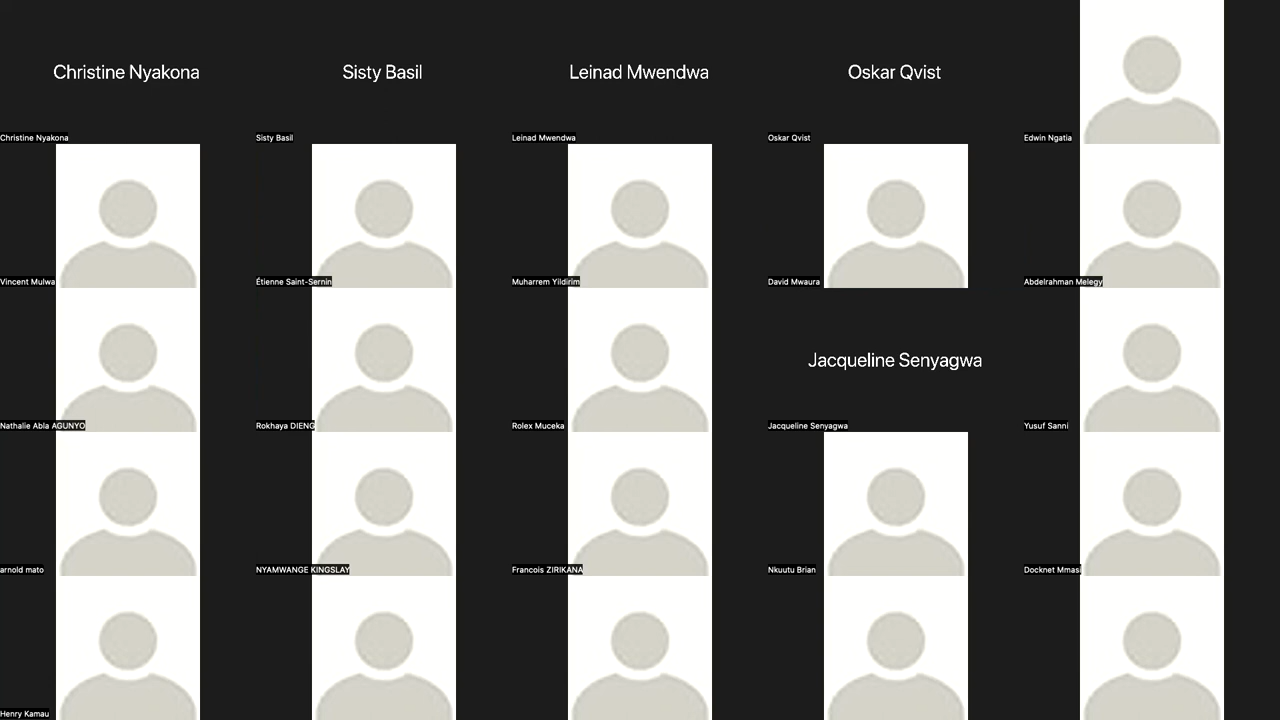 Christine Nyakona
Sisty Basil
Leinad Mwendwa
Oskar Qvist
Christine Nyakona
Sisty Basil
Leinad Mwendwa
Oskar Qvist
Edwin Ngatia
Vincent Mulwa
Étienne Saint-Sernin
Muharrem Yildirim
David Mwaura
Abdelrahman Melegy
Jacqueline Senyagwa
Nathalie Abla AGUNYO
Rokhaya DIENG
Rolex Muceka
Jacqueline Senyagwa
Yusuf Sanni
arnold mato
NYAMWANGE KINGSLAY
Francois ZIRIKANA
Nkuutu Brian
Docknet Mmasi
Henry Kamau